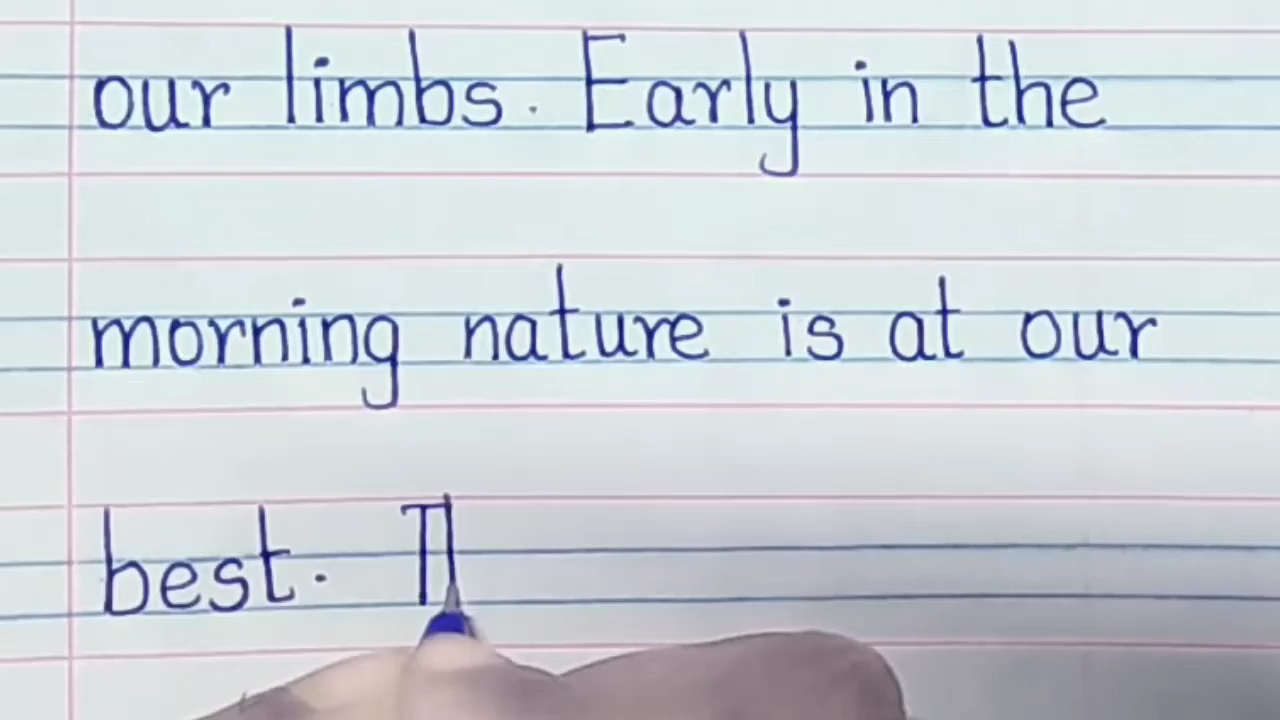 our limbs. Early in the
morning nature is at our
best. T